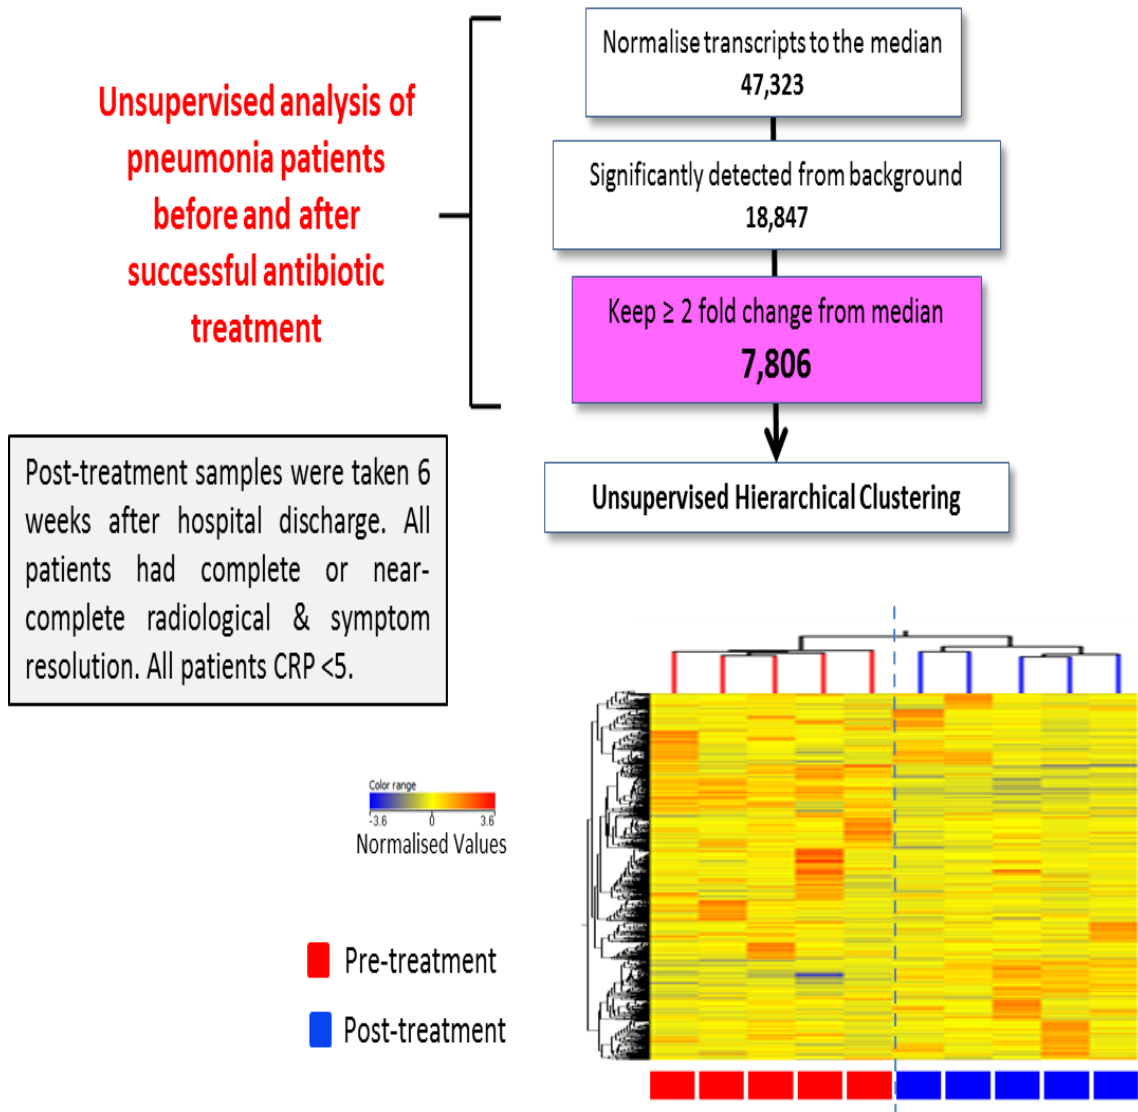 Unsupervised analysis of
pneumonia patients
before and after
successful antibiotic
treatment
Normalise transcripts to the median
47,323
Significantly detected from background
18,847
Keep ≥ 2 fold change from median
7,806
Unsupervised Hierarchical Clustering
Post-treatment samples were taken 6
weeks after hospital discharge. All
patients had complete or near-
complete radiological & symptom
resolution. All patients CRP <5.
Color range
-3.6 0 3.6
Normalised Values
Pre-treatment
Post-treatment